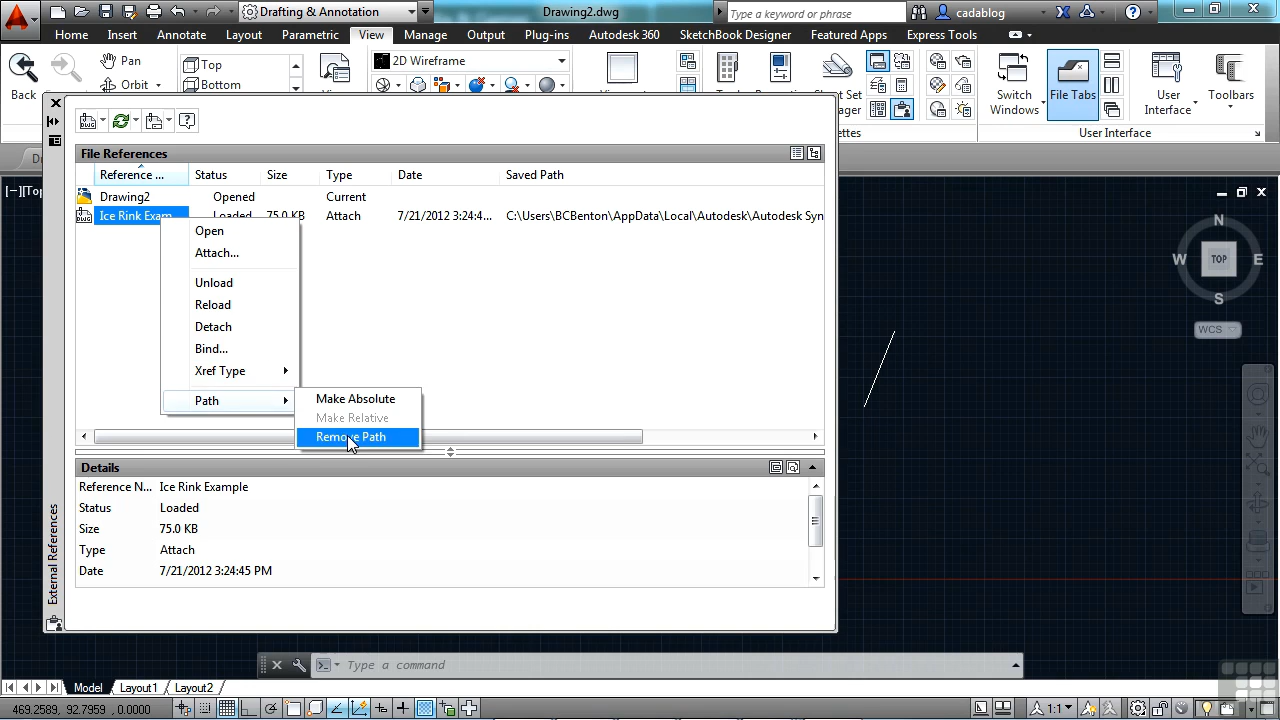 Drafting & Annotation
Drawing2.dwg
Type a keyword or phrase
cadablog
Home
Insert
Annotate
Layout
Parametric
View
Manage
Output
Plug-ins
Autodesk 360
SketchBook Designer
Featured Apps
Express Tools
Back
Pan
Orbit
Top
Bottom
2D Wireframe
Switch
Windows
File Tabs
User
Interface
Toolbars
User Interface
File References
Reference ... Status Size Type Date Saved Path
Drawing2 Opened Current
Ice Rink Exam Loaded 75.0 KB Attach 7/21/2012 3:24:4... C:\Users\BCBenton\AppData\Local\Autodesk\Autodesk Syn
Open
Attach...
Unload
Reload
Detach
Bind...
Xref Type
Path
Make Absolute
Make Relative
Remove Path
Details
Reference N... Ice Rink Example
Status Loaded
Size 75.0 KB
Type Attach
Date 7/21/2012 3:24:45 PM
External References
[−][To
N
W TOP E
S
WCS
Type a command
Model Layout1 Layout2
469.2589, 92.7959 , 0.0000
1:1